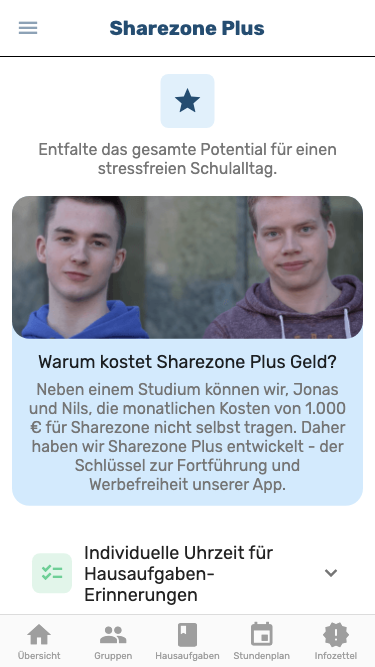 Sharezone Plus
Entfalte das gesamte Potential für einen
stressfreien Schulalltag.
Warum kostet Sharezone Plus Geld?
Neben einem Studium können wir, Jonas
und Nils, die monatlichen Kosten von 1.000
€ für Sharezone nicht selbst tragen. Daher
haben wir Sharezone Plus entwickelt - der
Schlüssel zur Fortführung und
Werbefreiheit unserer App.
Individuelle Uhrzeit für
Hausaufgaben-
Erinnerungen
Übersicht
Gruppen
Hausaufgaben
Stundenplan
Infozettel